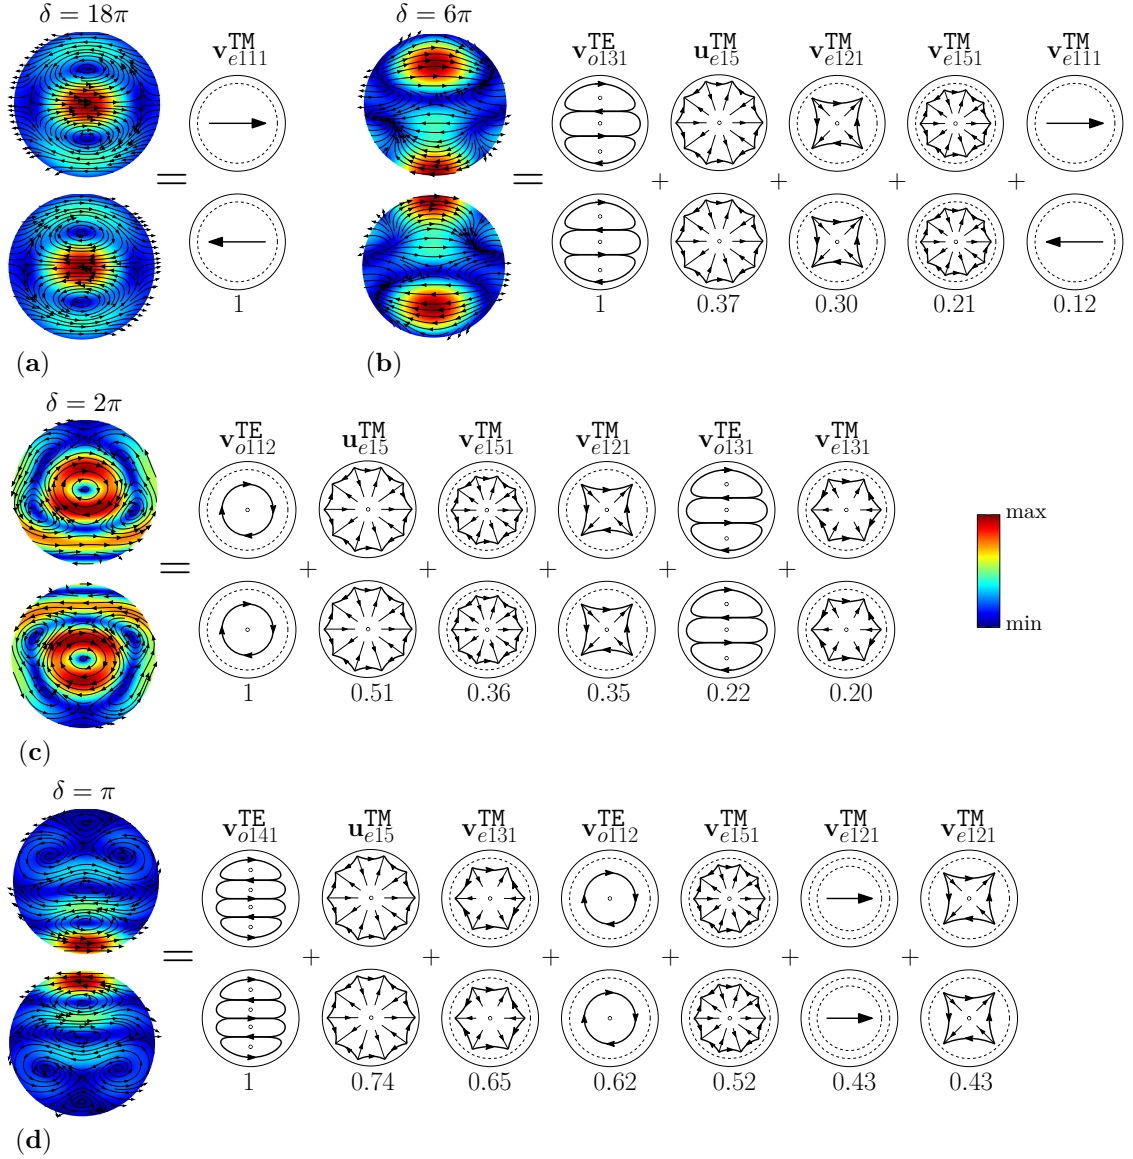 δ = 18π
v^TM_e111
=
1
(a)
δ = 6π
v^TE_o131 u^TM_e15 v^TM_e121 v^TM_e151 v^TM_e111
= + + + +
1 0.37 0.30 0.21 0.12
(b)
δ = 2π
v^TE_o112 u^TM_e15 v^TM_e151 v^TM_e121 v^TE_o131 v^TM_e131
= + + + + +
1 0.51 0.36 0.35 0.22 0.20
(c)
max
min
δ = π
v^TE_o141 u^TM_e15 v^TM_e131 v^TE_o112 v^TM_e151 v^TM_e121 v^TM_e121
= + + + + + +
1 0.74 0.65 0.62 0.52 0.43 0.43
(d)